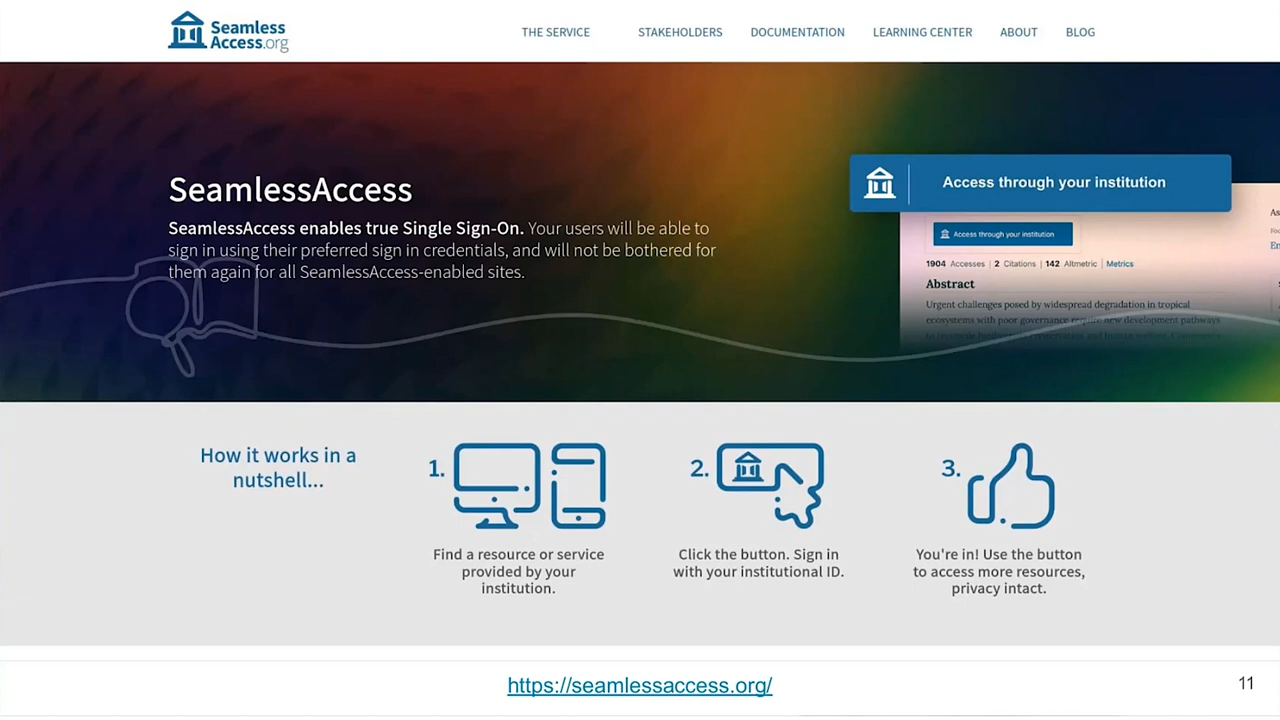 Seamless
Access.org
THE SERVICE
STAKEHOLDERS
DOCUMENTATION
LEARNING CENTER
ABOUT
BLOG
SeamlessAccess
SeamlessAccess enables true Single Sign-On. Your users will be able to
sign in using their preferred sign in credentials, and will not be bothered for
them again for all SeamlessAccess-enabled sites.
Access through your institution
Access through your institution
1904 Accesses | 2 Citations | 142 Altmetric | Metrics
Abstract
Urgent challenges posed by widespread degradation in tropical
ecosystems with poor governance require new development pathways
How it works in a
nutshell...
1.
Find a resource or service
provided by your
institution.
2.
Click the button. Sign in
with your institutional ID.
3.
You're in! Use the button
to access more resources,
privacy intact.
https://seamlessaccess.org/
11